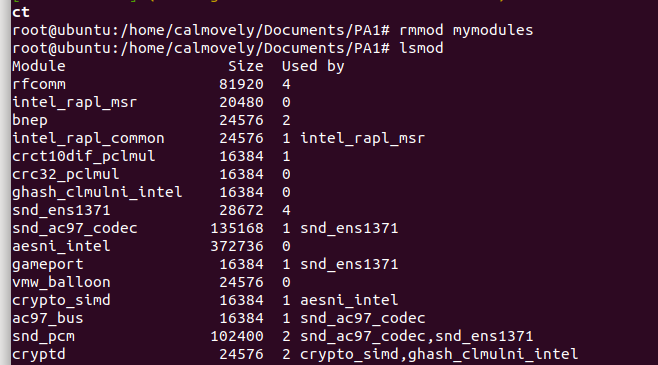 ct
root@ubuntu:/home/calmovely/Documents/PA1# rmmod mymodules
root@ubuntu:/home/calmovely/Documents/PA1# lsmod
Module                  Size  Used by
rfcomm                 81920  4
intel_rapl_msr         20480  0
bnep                   24576  2
intel_rapl_common      24576  1 intel_rapl_msr
crct10dif_pclmul       16384  1
crc32_pclmul           16384  0
ghash_clmulni_intel    16384  0
snd_ens1371            28672  4
snd_ac97_codec        135168  1 snd_ens1371
aesni_intel           372736  0
gameport               16384  1 snd_ens1371
vmw_balloon            24576  0
crypto_simd            16384  1 aesni_intel
ac97_bus               16384  1 snd_ac97_codec
snd_pcm               102400  2 snd_ac97_codec,snd_ens1371
cryptd                 24576  2 crypto_simd,ghash_clmulni_intel